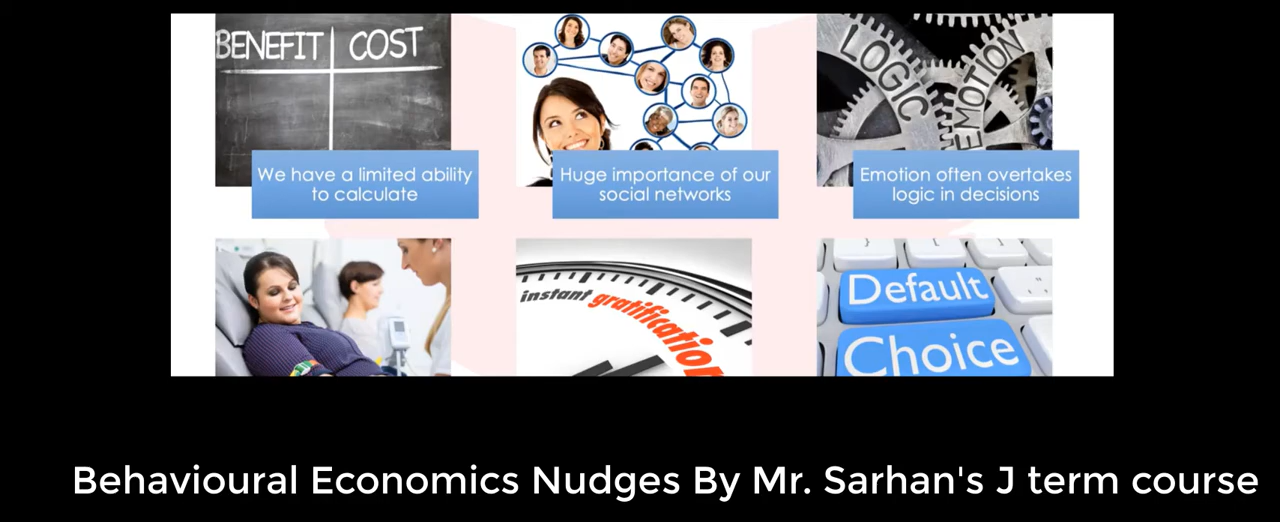 BENEFIT COST
LOGIC
EMOTION
We have a limited ability
to calculate
Huge importance of our
social networks
Emotion often overtakes
logic in decisions
instant gratification
Default
Choice
Behavioural Economics Nudges By Mr. Sarhan's J term course